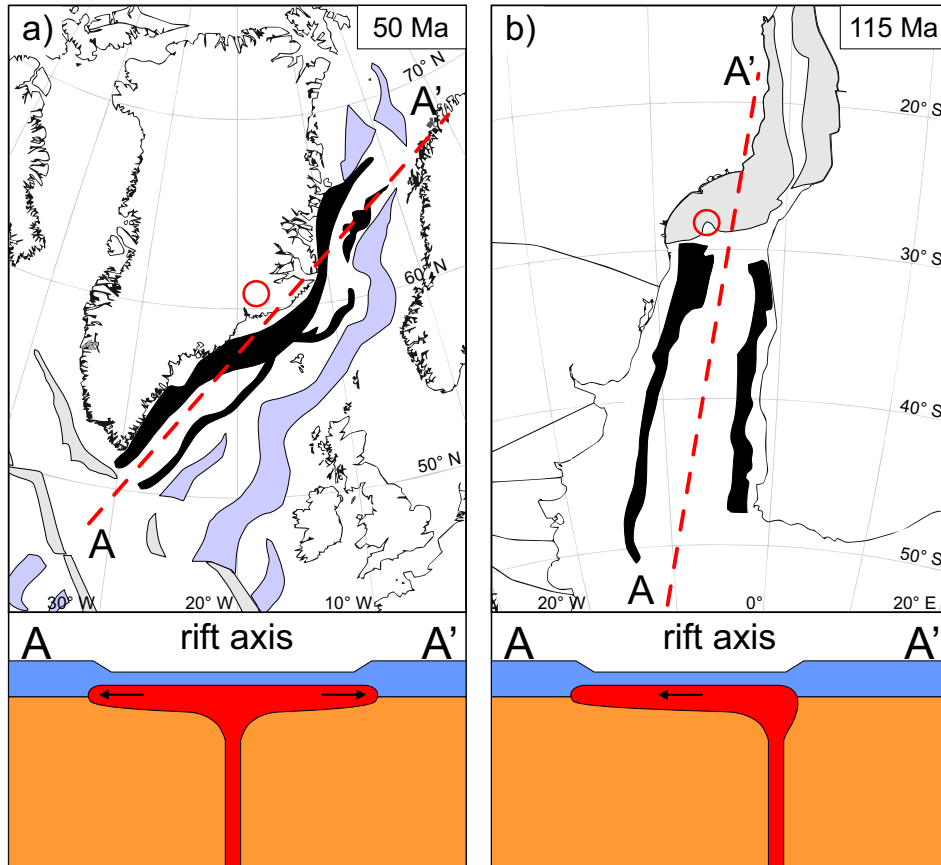 a)
50 Ma
70° N
A'
60° N
50° N
A
30° W
20° W
10° W
A
rift axis
A'
b)
115 Ma
A'
20° S
30° S
40° S
50° S
A
20° W
0°
20° E
A
rift axis
A'